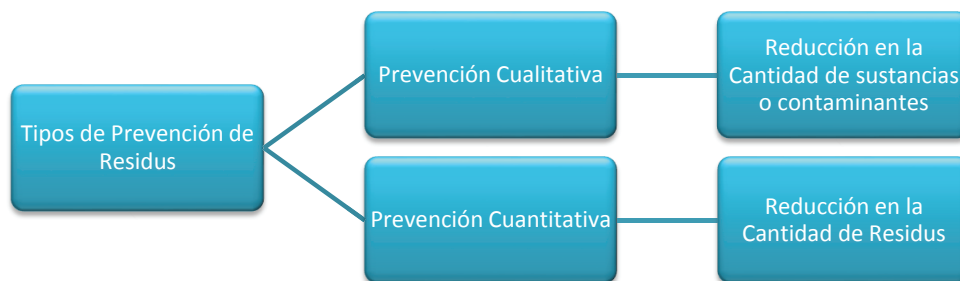 Tipos de Prevención de
Residus
Prevención Cualitativa
Reducción en la
Cantidad de sustancias
o contaminantes
Prevención Cuantitativa
Reducción en la
Cantidad de Residus